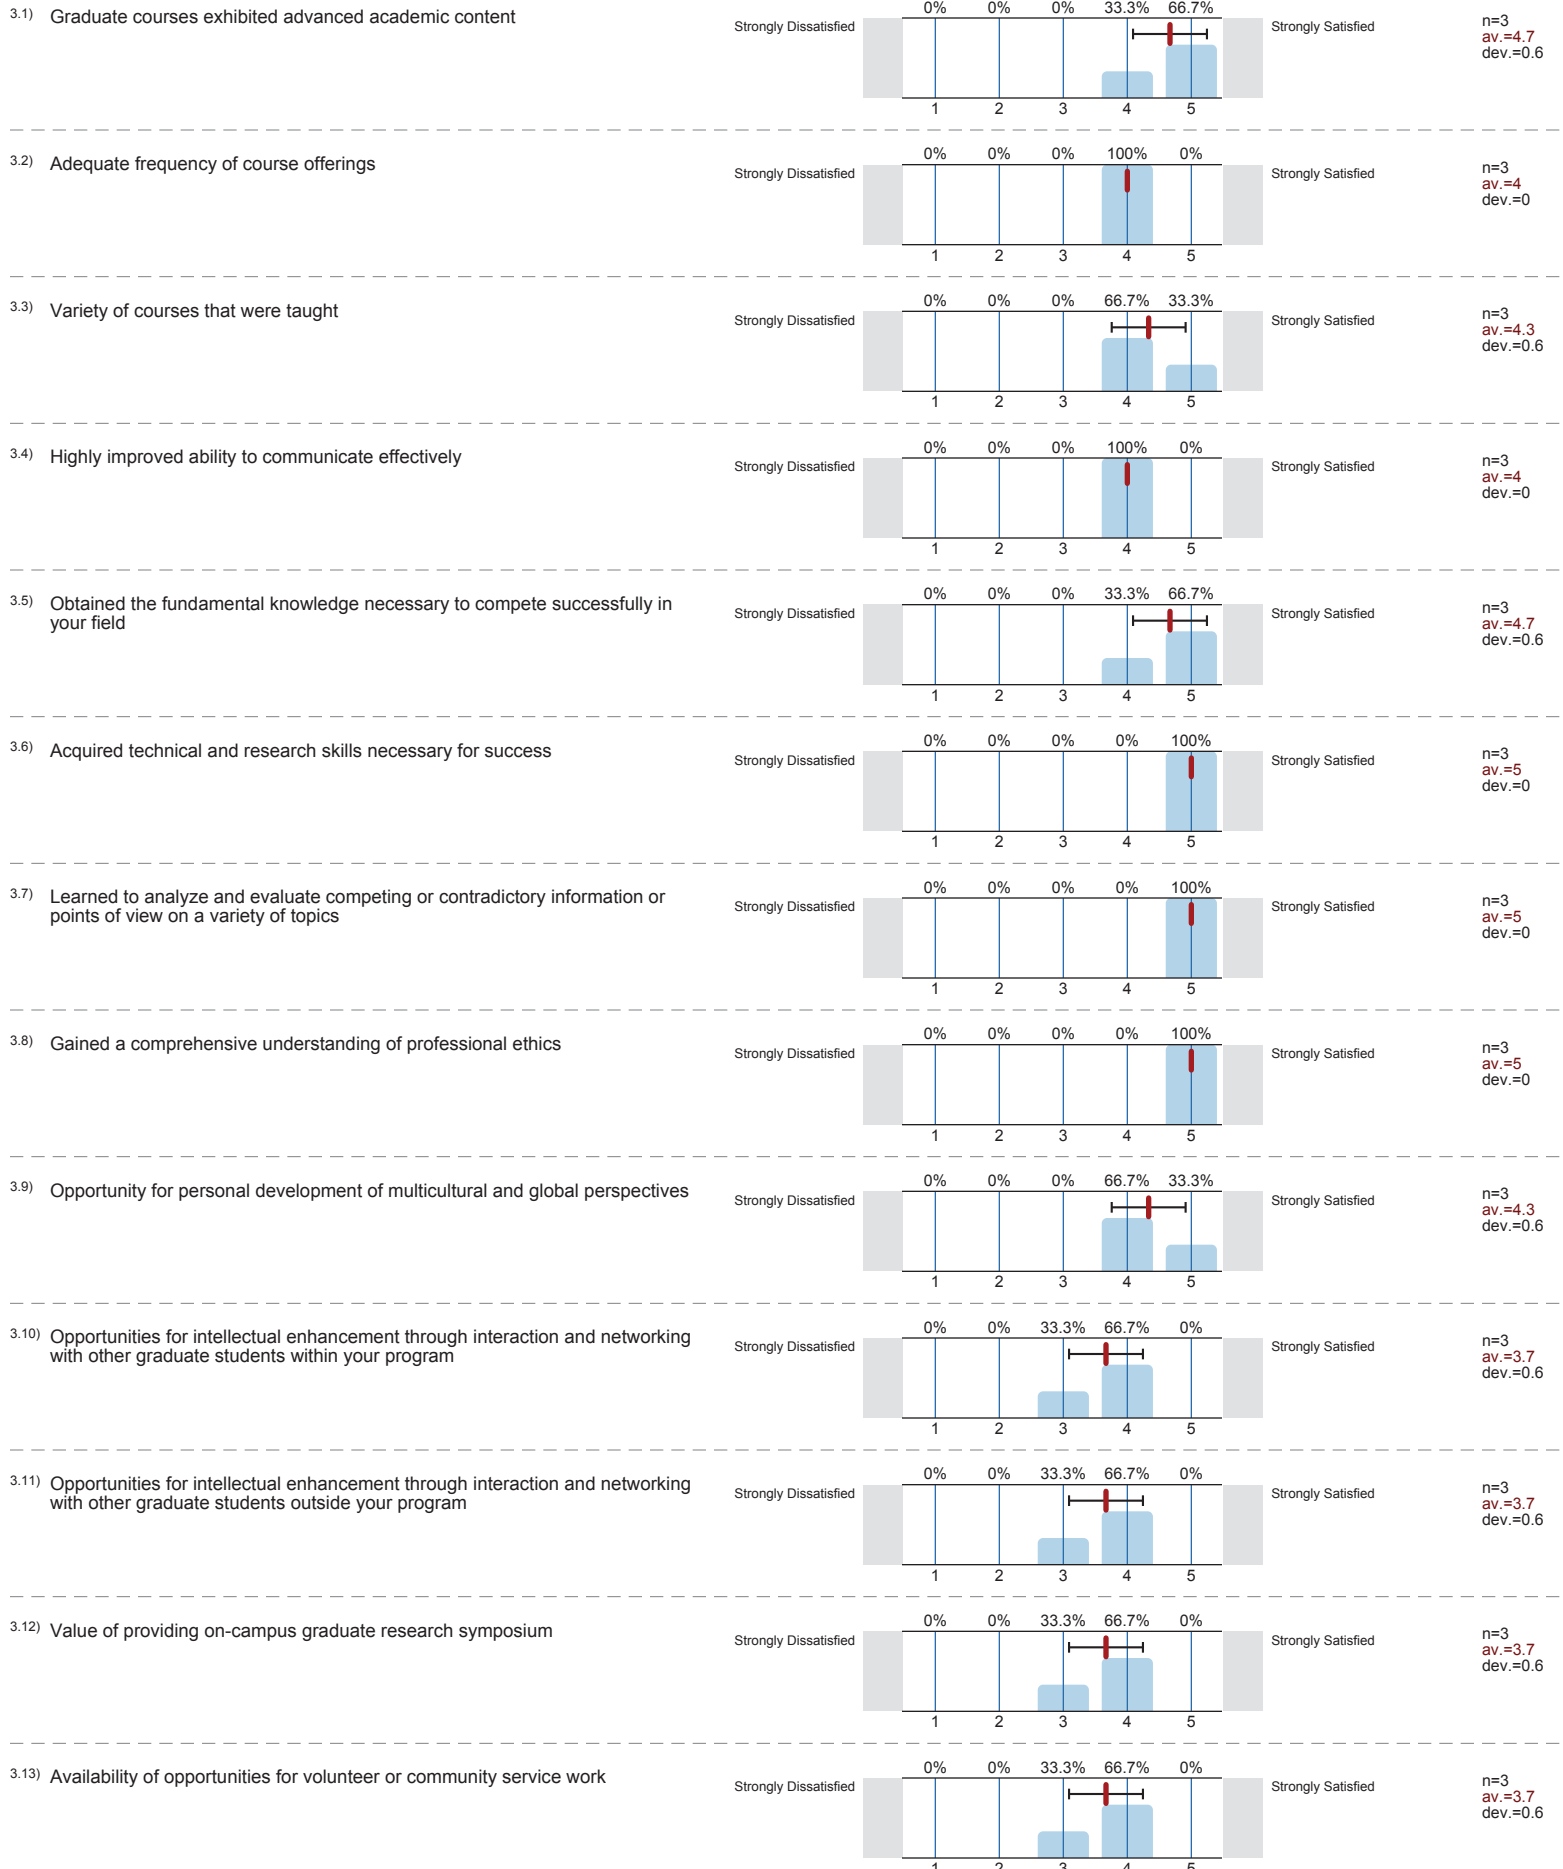 3.1) Graduate courses exhibited advanced academic content
Strongly Dissatisfied
0% 0% 0% 33.3% 66.7%
1 2 3 4 5
Strongly Satisfied
n=3
av.=4.7
dev.=0.6
3.2) Adequate frequency of course offerings
Strongly Dissatisfied
0% 0% 0% 100% 0%
1 2 3 4 5
Strongly Satisfied
n=3
av.=4
dev.=0
3.3) Variety of courses that were taught
Strongly Dissatisfied
0% 0% 0% 66.7% 33.3%
1 2 3 4 5
Strongly Satisfied
n=3
av.=4.3
dev.=0.6
3.4) Highly improved ability to communicate effectively
Strongly Dissatisfied
0% 0% 0% 100% 0%
1 2 3 4 5
Strongly Satisfied
n=3
av.=4
dev.=0
3.5) Obtained the fundamental knowledge necessary to compete successfully in
your field
Strongly Dissatisfied
0% 0% 0% 33.3% 66.7%
1 2 3 4 5
Strongly Satisfied
n=3
av.=4.7
dev.=0.6
3.6) Acquired technical and research skills necessary for success
Strongly Dissatisfied
0% 0% 0% 0% 100%
1 2 3 4 5
Strongly Satisfied
n=3
av.=5
dev.=0
3.7) Learned to analyze and evaluate competing or contradictory information or
points of view on a variety of topics
Strongly Dissatisfied
0% 0% 0% 0% 100%
1 2 3 4 5
Strongly Satisfied
n=3
av.=5
dev.=0
3.8) Gained a comprehensive understanding of professional ethics
Strongly Dissatisfied
0% 0% 0% 0% 100%
1 2 3 4 5
Strongly Satisfied
n=3
av.=5
dev.=0
3.9) Opportunity for personal development of multicultural and global perspectives
Strongly Dissatisfied
0% 0% 0% 66.7% 33.3%
1 2 3 4 5
Strongly Satisfied
n=3
av.=4.3
dev.=0.6
3.10) Opportunities for intellectual enhancement through interaction and networking
with other graduate students within your program
Strongly Dissatisfied
0% 0% 33.3% 66.7% 0%
1 2 3 4 5
Strongly Satisfied
n=3
av.=3.7
dev.=0.6
3.11) Opportunities for intellectual enhancement through interaction and networking
with other graduate students outside your program
Strongly Dissatisfied
0% 0% 33.3% 66.7% 0%
1 2 3 4 5
Strongly Satisfied
n=3
av.=3.7
dev.=0.6
3.12) Value of providing on-campus graduate research symposium
Strongly Dissatisfied
0% 0% 33.3% 66.7% 0%
1 2 3 4 5
Strongly Satisfied
n=3
av.=3.7
dev.=0.6
3.13) Availability of opportunities for volunteer or community service work
Strongly Dissatisfied
0% 0% 33.3% 66.7% 0%
1 2 3 4 5
Strongly Satisfied
n=3
av.=3.7
dev.=0.6